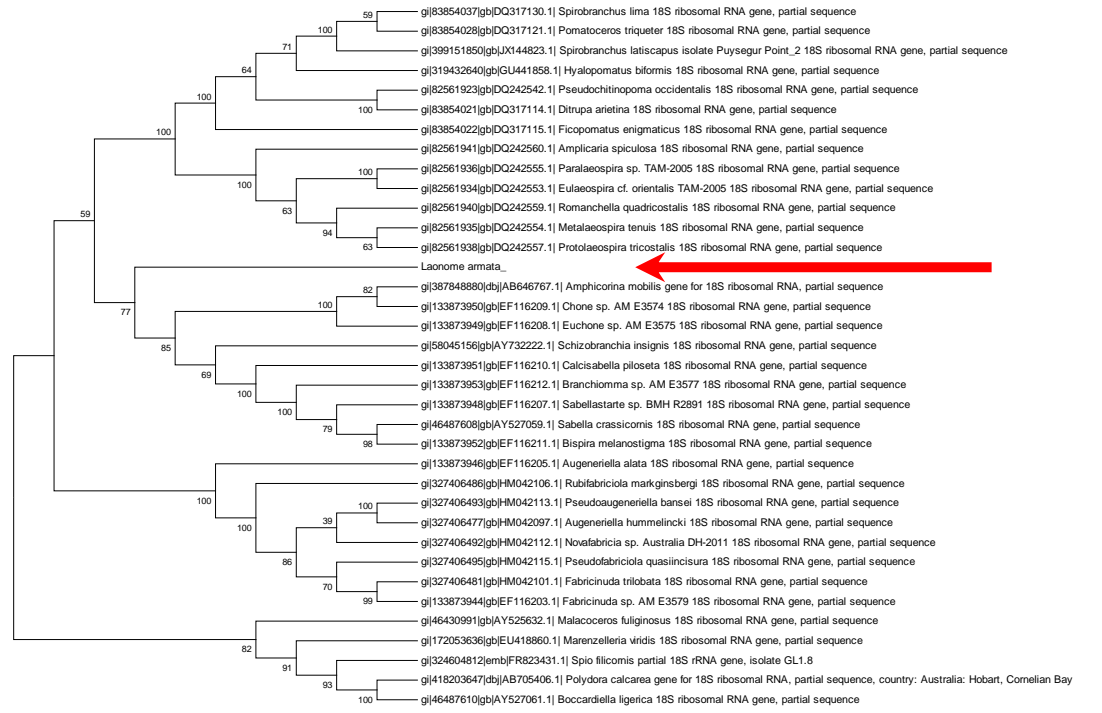 59
gi|83854037|gb|DQ317130.1| Spirobranchus lima 18S ribosomal RNA gene, partial sequence
100
gi|83854028|gb|DQ317121.1| Pomatoceros triqueter 18S ribosomal RNA gene, partial sequence
71
gi|399151850|gb|JX144823.1| Spirobranchus latiscapus isolate Puysegur Point_2 18S ribosomal RNA gene, partial sequence
64
gi|319432640|gb|GU441858.1| Hyalopomatus biformis 18S ribosomal RNA gene, partial sequence
gi|82561923|gb|DQ242542.1| Pseudochitinopoma occidentalis 18S ribosomal RNA gene, partial sequence
100
100
gi|83854021|gb|DQ317114.1| Ditrupa arietina 18S ribosomal RNA gene, partial sequence
100
gi|83854022|gb|DQ317115.1| Ficopomatus enigmaticus 18S ribosomal RNA gene, partial sequence
gi|82561941|gb|DQ242560.1| Amplicaria spiculosa 18S ribosomal RNA gene, partial sequence
100
100
gi|82561936|gb|DQ242555.1| Paralaeospira sp. TAM-2005 18S ribosomal RNA gene, partial sequence
gi|82561934|gb|DQ242553.1| Eulaeospira cf. orientalis TAM-2005 18S ribosomal RNA gene, partial sequence
59
63
gi|82561940|gb|DQ242559.1| Romanchella quadricostalis 18S ribosomal RNA gene, partial sequence
94
gi|82561935|gb|DQ242554.1| Metalaeospira tenuis 18S ribosomal RNA gene, partial sequence
63
gi|82561938|gb|DQ242557.1| Protolaeospira tricostalis 18S ribosomal RNA gene, partial sequence
Laonome armata_
82
gi|387848880|dbj|AB646767.1| Amphicorina mobilis gene for 18S ribosomal RNA, partial sequence
100
gi|133873950|gb|EF116209.1| Chone sp. AM E3574 18S ribosomal RNA gene, partial sequence
77
gi|133873949|gb|EF116208.1| Euchone sp. AM E3575 18S ribosomal RNA gene, partial sequence
85
gi|58045156|gb|AY732222.1| Schizobranchia insignis 18S ribosomal RNA gene, partial sequence
69
gi|133873951|gb|EF116210.1| Calcisabella piloseta 18S ribosomal RNA gene, partial sequence
100
gi|133873953|gb|EF116212.1| Branchiomma sp. AM E3577 18S ribosomal RNA gene, partial sequence
100
gi|133873948|gb|EF116207.1| Sabellastarte sp. BMH R2891 18S ribosomal RNA gene, partial sequence
79
gi|46487608|gb|AY527059.1| Sabella crassicornis 18S ribosomal RNA gene, partial sequence
98
gi|133873952|gb|EF116211.1| Bispira melanostigma 18S ribosomal RNA gene, partial sequence
gi|133873946|gb|EF116205.1| Augeneriella alata 18S ribosomal RNA gene, partial sequence
100
gi|327406486|gb|HM042106.1| Rubifabriciola markginsbergi 18S ribosomal RNA gene, partial sequence
100
gi|327406493|gb|HM042113.1| Pseudoaugeneriella bansei 18S ribosomal RNA gene, partial sequence
100
39
gi|327406477|gb|HM042097.1| Augeneriella hummelincki 18S ribosomal RNA gene, partial sequence
gi|327406492|gb|HM042112.1| Novafabricia sp. Australia DH-2011 18S ribosomal RNA gene, partial sequence
86
gi|327406495|gb|HM042115.1| Pseudofabriciola quasiincisura 18S ribosomal RNA gene, partial sequence
70
gi|327406481|gb|HM042101.1| Fabricinuda trilobata 18S ribosomal RNA gene, partial sequence
99
gi|133873944|gb|EF116203.1| Fabricinuda sp. AM E3579 18S ribosomal RNA gene, partial sequence
gi|46430991|gb|AY525632.1| Malacoceros fuliginosus 18S ribosomal RNA gene, partial sequence
82
gi|172053636|gb|EU418860.1| Marenzelleria viridis 18S ribosomal RNA gene, partial sequence
91
gi|324604812|emb|FR823431.1| Spio filicornis partial 18S rRNA gene, isolate GL1.8
93
gi|418203647|dbj|AB705406.1| Polydora calcarea gene for 18S ribosomal RNA, partial sequence, country: Australia: Hobart, Cornelian Bay
100
gi|46487610|gb|AY527061.1| Boccardiella ligerica 18S ribosomal RNA gene, partial sequence